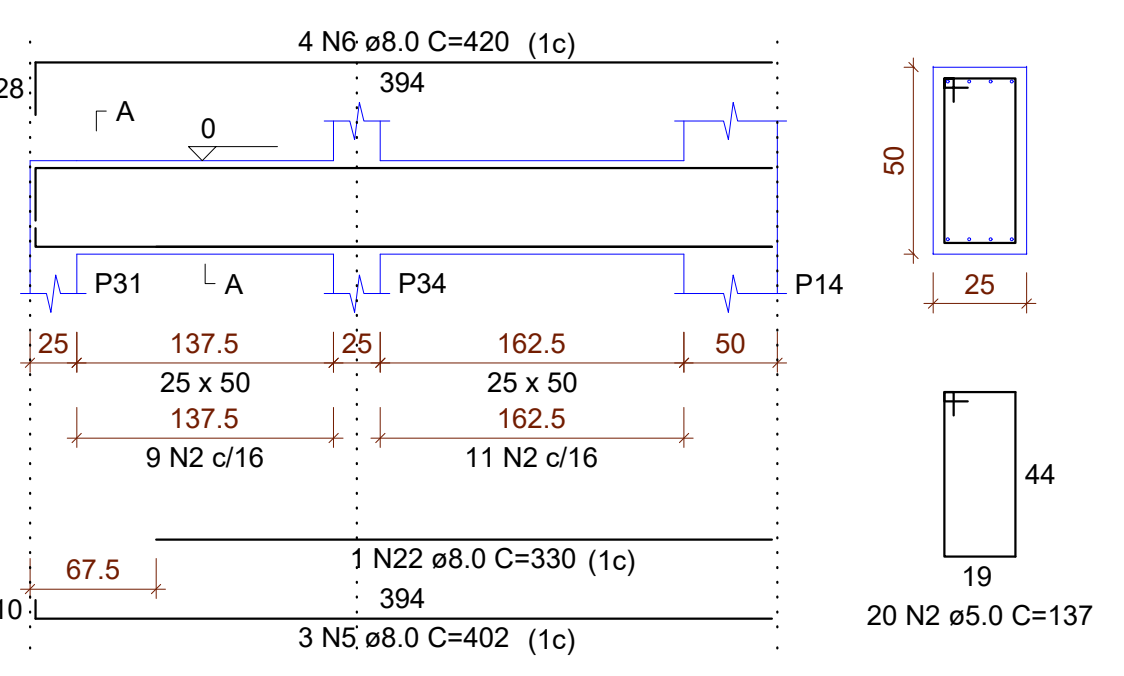 4 N6 ø8.0 C=420 (1c)
394
28
A
0
50
P31
A
P34
P14
25
25 137.5 25 162.5 50
25 x 50 25 x 50
137.5 162.5
9 N2 c/16 11 N2 c/16
44
1 N22 ø8.0 C=330 (1c)
67.5
19
394
10
20 N2 ø5.0 C=137
3 N5 ø8.0 C=402 (1c)